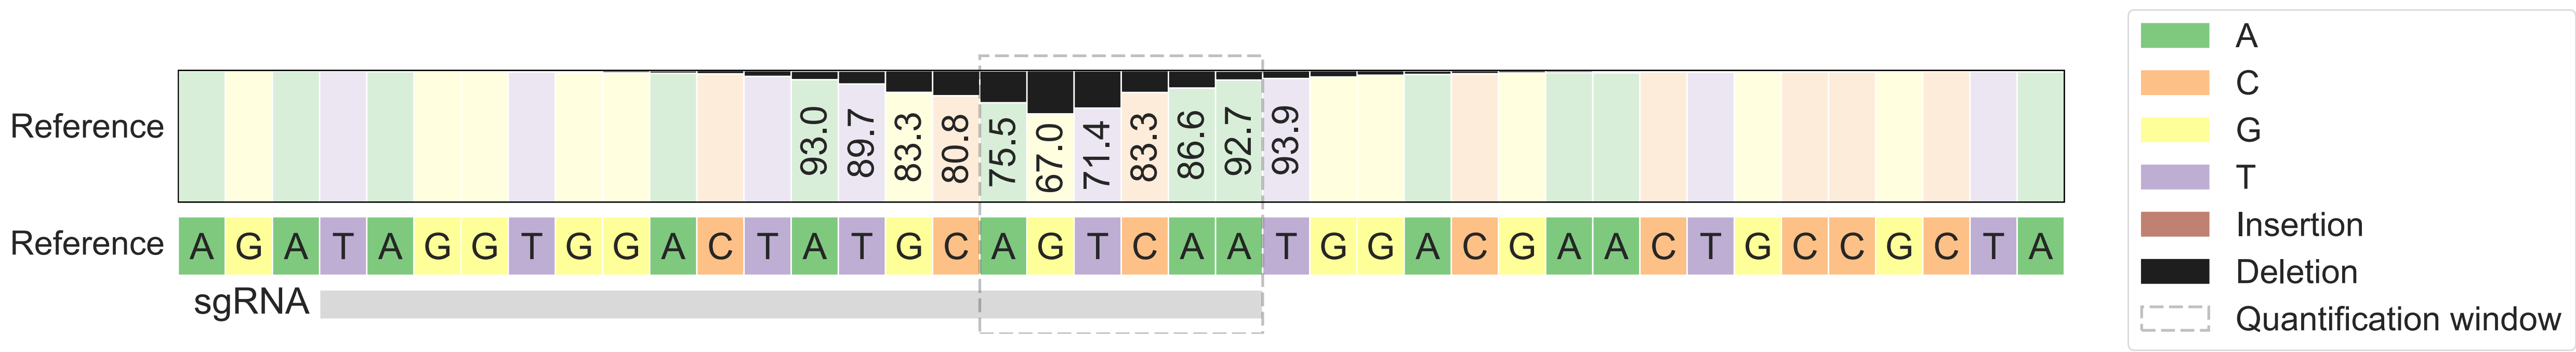 Reference
93.0 89.7 83.3 80.8 75.5 67.0 71.4 83.3 86.6 92.7 93.9
Reference A G A T A G G T G G A C T A T G C A G T C A A T G G A C G A A C T G C C G C T A
sgRNA
A
C
G
T
Insertion
Deletion
Quantification window